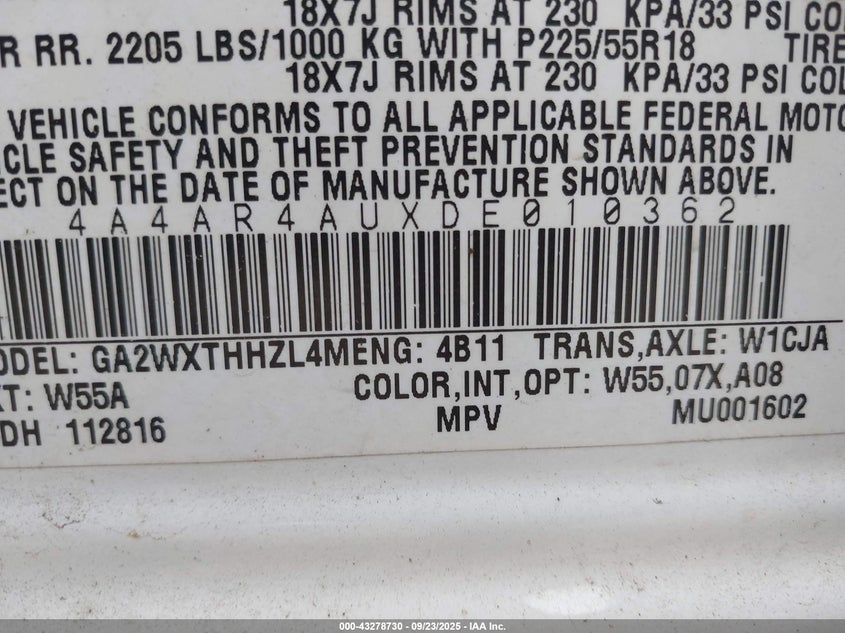 18X7J RIMS AT 230 KPA/33 PSI COL
R RR. 2205 LBS/1000 KG WITH P225/55R18 TIRE
18X7J RIMS AT 230 KPA/33 PSI COL
VEHICLE CONFORMS TO ALL APPLICABLE FEDERAL MOTO
ICLE SAFETY AND THEFT PREVENTION STANDARDS IN
ECT ON THE DATE OF MANUFACTURE SHOWN ABOVE.
4A4AR4AUXDE010362
ODEL: GA2WXTHHZL4MENG: 4B11 TRANS,AXLE: W1CJA
XT: W55A COLOR,INT,OPT: W55,07X,A08
DH 112816 MPV MU001602
000-43278730 — 09/23/2025 — IAA Inc.